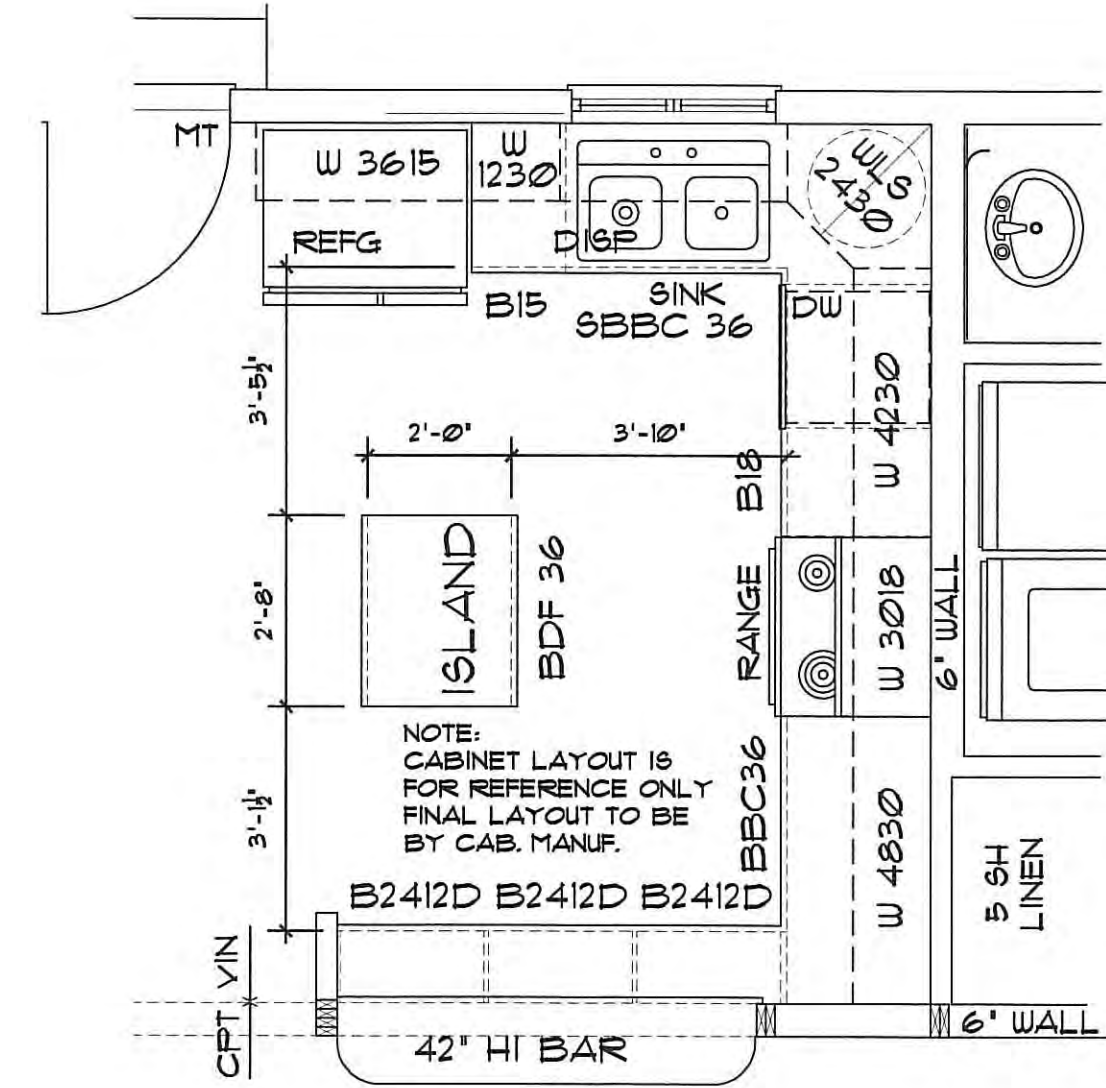 MT
W 3615
W
1230
WLS
2430
REFG
DISP
B15
SINK
SBBC 36
DW
3'-5½"
2'-0"
3'-10"
W 4230
B18
ISLAND
BDF 36
2'-8"
RANGE
W 3018
6" WALL
NOTE:
CABINET LAYOUT IS
FOR REFERENCE ONLY
FINAL LAYOUT TO BE
BY CAB. MANUF.
3'-1½"
BBC36
W 4830
5 SH
LINEN
B2412D B2412D B2412D
VIN
CPT
42" HI BAR
6" WALL